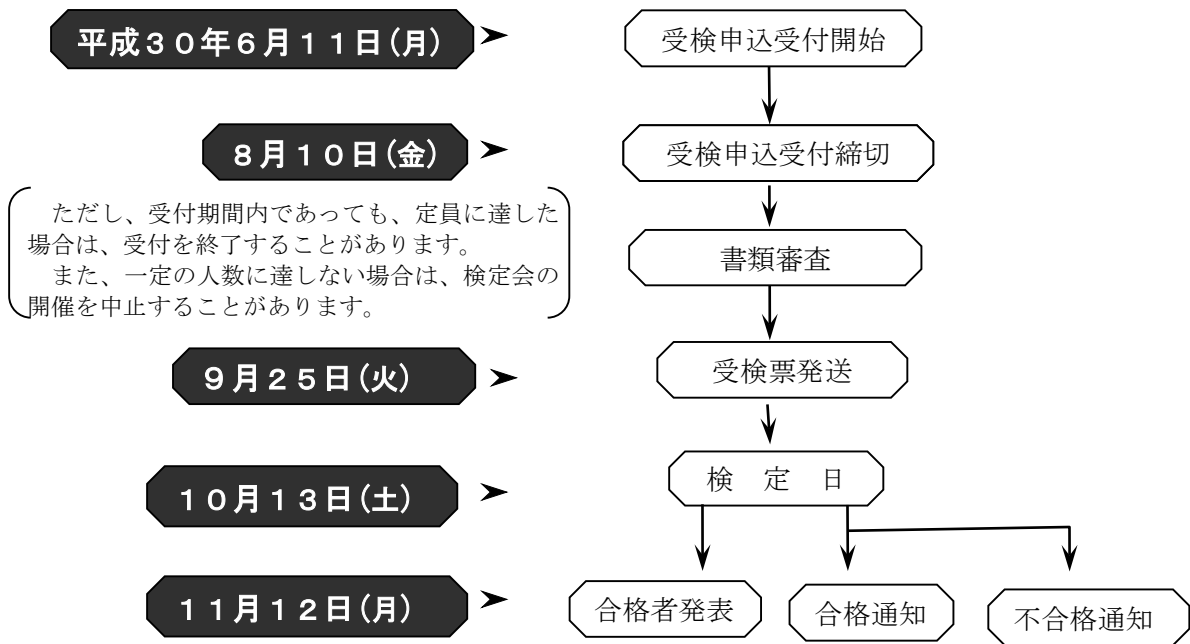 平成３０年６月１１日(月)
受検申込受付開始
８月１０日(金)
受検申込受付締切
ただし、受付期間内であっても、定員に達した
場合は、受付を終了することがあります。
また、一定の人数に達しない場合は、検定会の
開催を中止することがあります。
書類審査
９月２５日(火)
受検票発送
１０月１３日(土)
検　定　日
１１月１２日(月)
合格者発表
合格通知
不合格通知